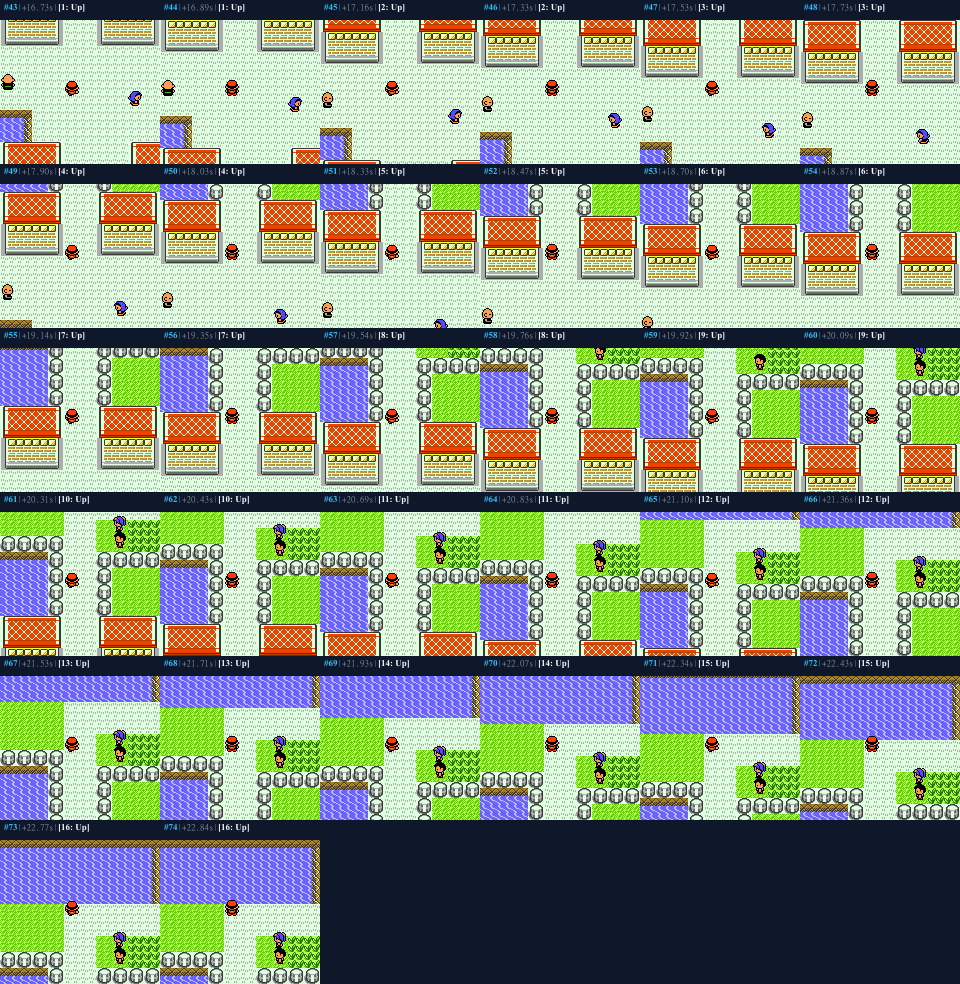 #43|+16.73s|[1: Up] #44|+16.89s|[1: Up] #45|+17.16s|[2: Up] #46|+17.33s|[2: Up] #47|+17.53s|[3: Up] #48|+17.73s|[3: Up]
#49|+17.90s|[4: Up] #50|+18.03s|[4: Up] #51|+18.33s|[5: Up] #52|+18.47s|[5: Up] #53|+18.70s|[6: Up] #54|+18.87s|[6: Up]
#55|+19.14s|[7: Up] #56|+19.35s|[7: Up] #57|+19.54s|[8: Up] #58|+19.76s|[8: Up] #59|+19.92s|[9: Up] #60|+20.09s|[9: Up]
#61|+20.31s|[10: Up] #62|+20.43s|[10: Up] #63|+20.69s|[11: Up] #64|+20.83s|[11: Up] #65|+21.10s|[12: Up] #66|+21.36s|[12: Up]
#67|+21.53s|[13: Up] #68|+21.71s|[13: Up] #69|+21.93s|[14: Up] #70|+22.07s|[14: Up] #71|+22.34s|[15: Up] #72|+22.43s|[15: Up]
#73|+22.77s|[16: Up] #74|+22.84s|[16: Up]